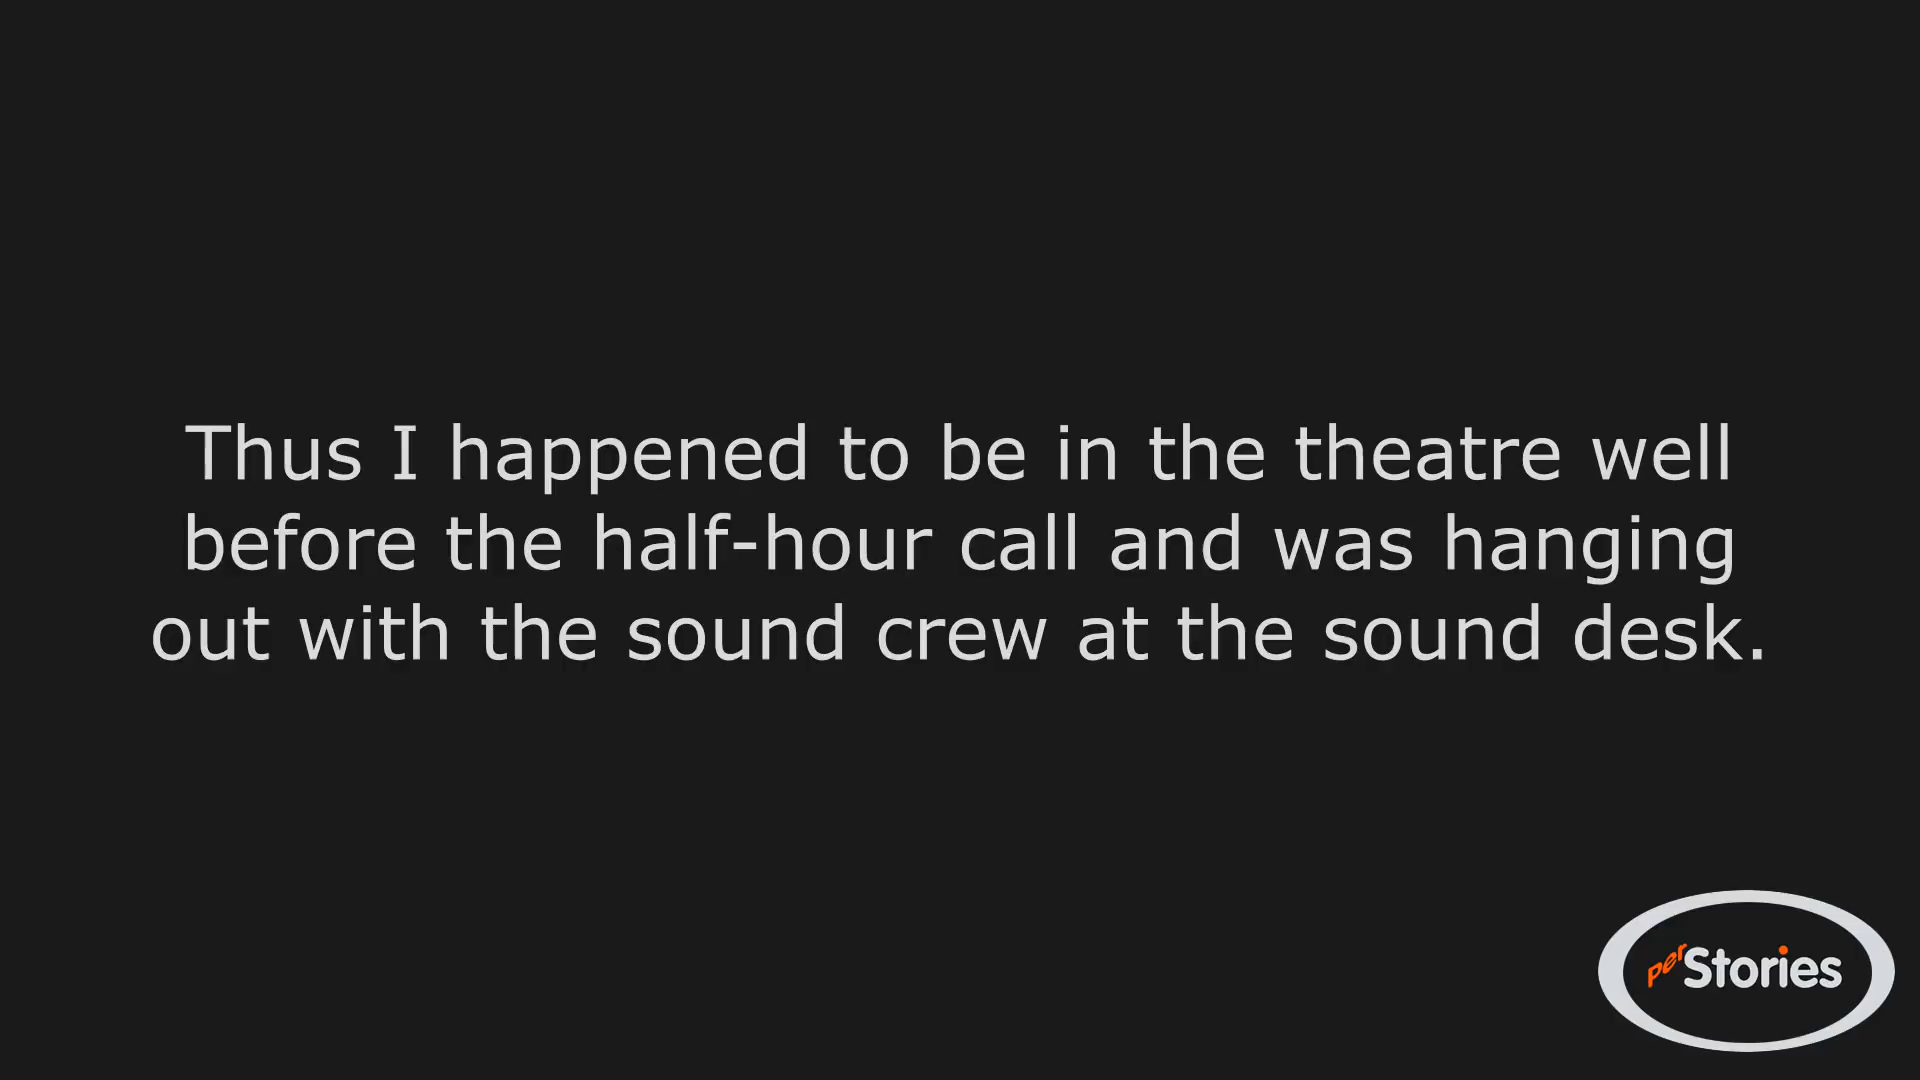 Thus I happened to be in the theatre well
before the half-hour call and was hanging
out with the sound crew at the sound desk.
perStories